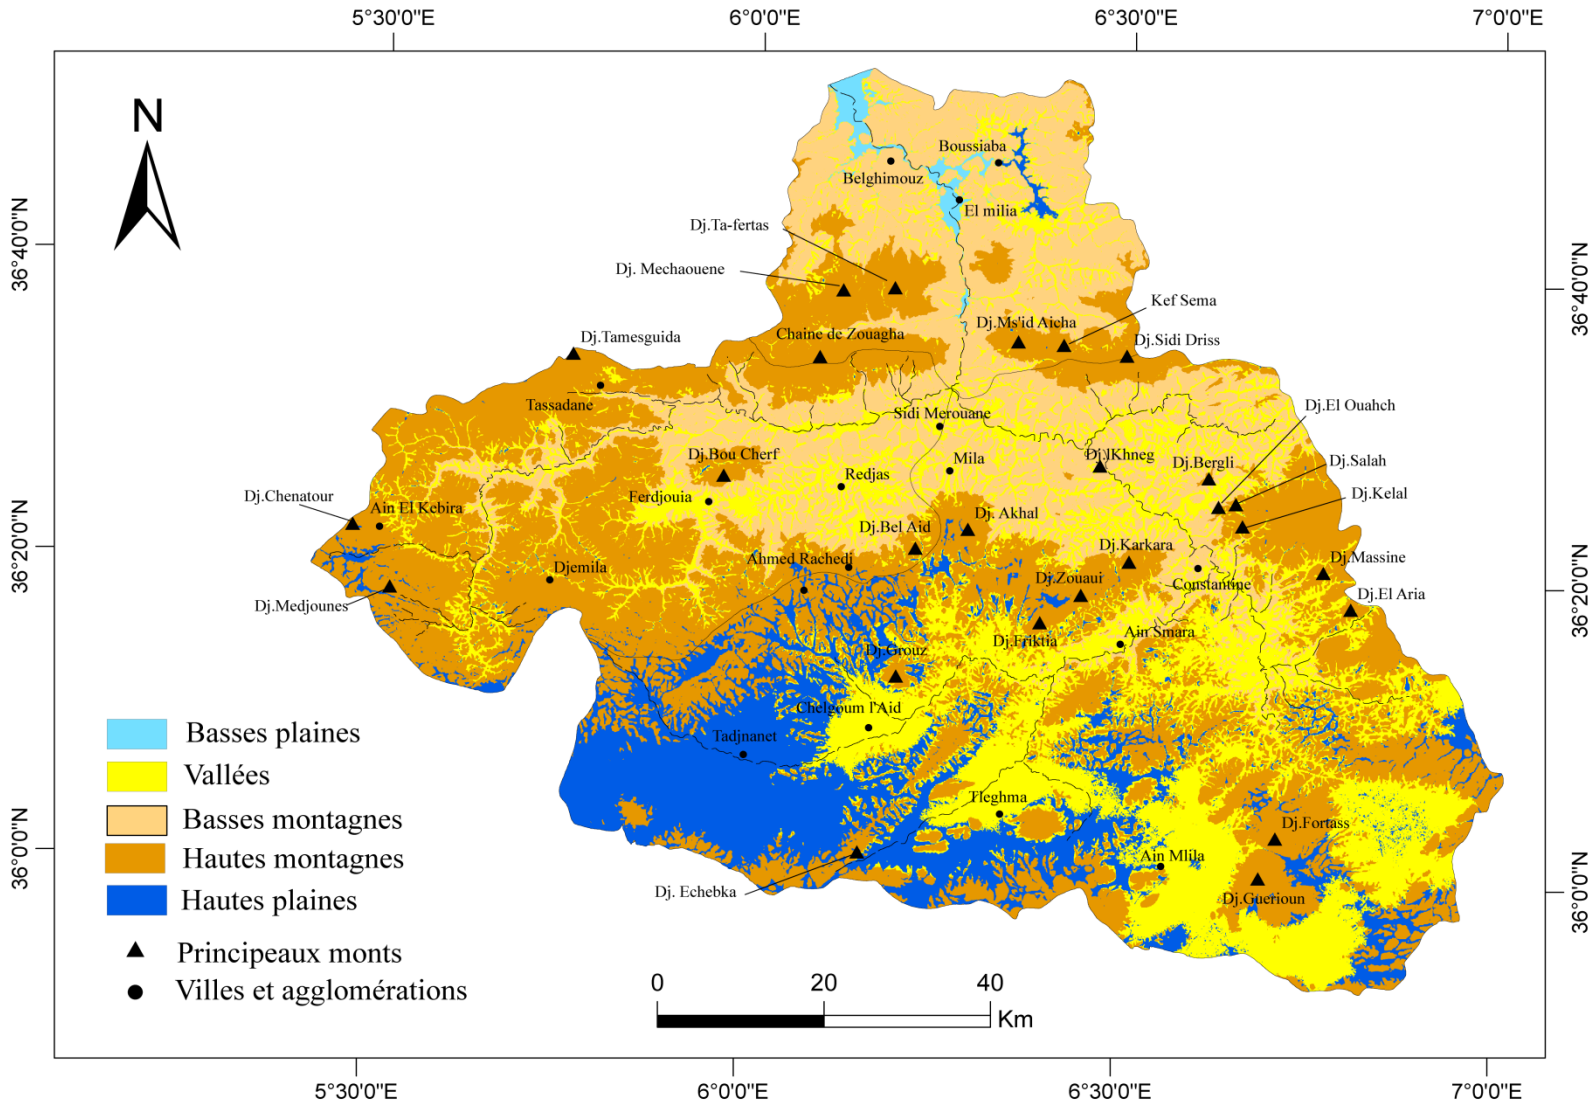 5°30'0"E
6°0'0"E
6°30'0"E
7°0'0"E
N
Boussiaba
Belghimouz
El milia
Dj.Ta-fertas
36°40'0"N
36°40'0"N
Dj. Mechaouene
Kef Sema
Dj.Ms'id Aicha
Chaine de Zouagha
Dj.Sidi Driss
Dj.Tamesguida
Tassadane
Dj.El Ouahch
Sidi Merouane
Dj.Bou Cherf
Mila
Dj.lKhneg
Dj.Bergli
Dj.Salah
Redjas
Dj.Kelal
Dj.Chenatour
Ferdjouia
Ain El Kebira
Dj. Akhal
Dj.Bel Aid
36°20'0"N
Dj.Karkara
Dj.Massine
Ahmed Rachedi
Djemila
Dj.Zouaui
Constantine
36°20'0"N
Dj.Medjounes
Dj.El Aria
Ain Smara
Dj.Friktia
Dj.Grouz
Chelgoum l'Aid
Tadjnanet
Basses plaines
Vallées
Tleghma
Basses montagnes
Dj.Fortass
36°0'0"N
Hautes montagnes
Ain Mlila
36°0'0"N
Dj. Echebka
Dj.Guerioun
Hautes plaines
Principeaux monts
Villes et agglomérations
0 20 40
Km
5°30'0"E
6°0'0"E
6°30'0"E
7°0'0"E